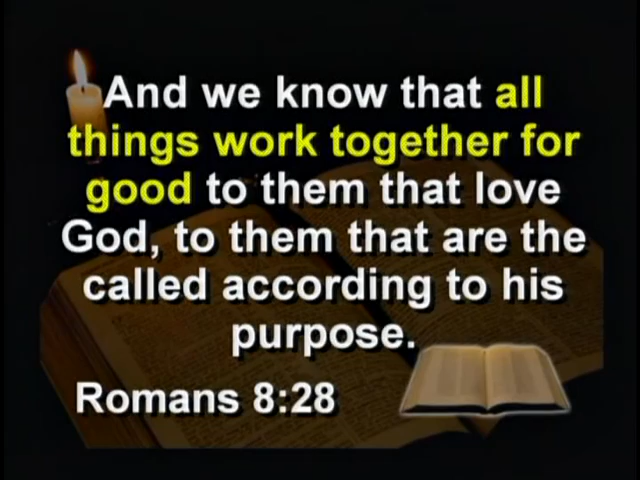 And we know that all
things work together for
good to them that love
God, to them that are the
called according to his
purpose.
Romans 8:28